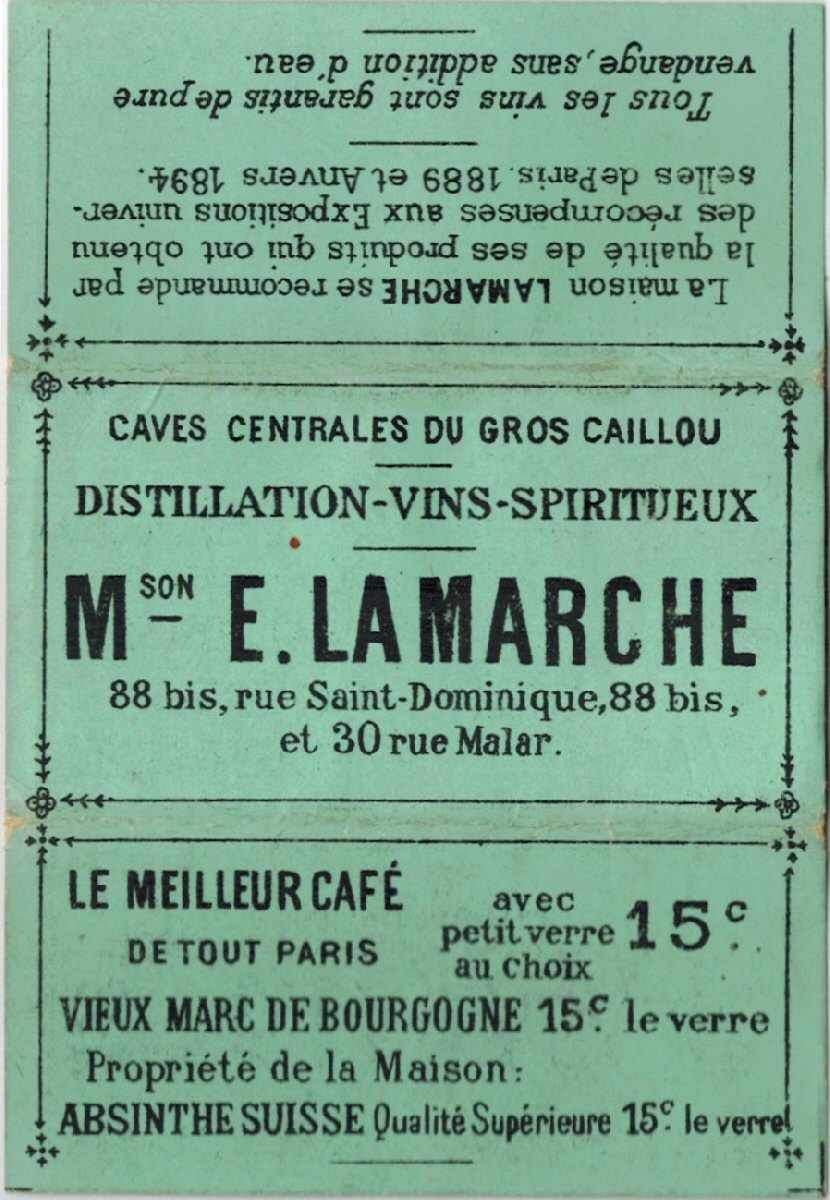 La maison LAMARCHE se recommande par
la qualité de ses produits qui ont obtenu
des récompenses aux Expositions univer-
selles de Paris 1889 et Anvers 1894.
Tous les vins sont garantis de pure
vendange, sans addition d'eau.
CAVES CENTRALES DU GROS CAILLOU
DISTILLATION-VINS-SPIRITUEUX
Mson E. LAMARCHE
88 bis, rue Saint-Dominique, 88 bis,
et 30 rue Malar.
LE MEILLEUR CAFÉ
DE TOUT PARIS
avec
petit verre
au choix
15c.
VIEUX MARC DE BOURGOGNE 15c. le verre
Propriété de la Maison:
ABSINTHE SUISSE Qualité Supérieure 15c. le verre